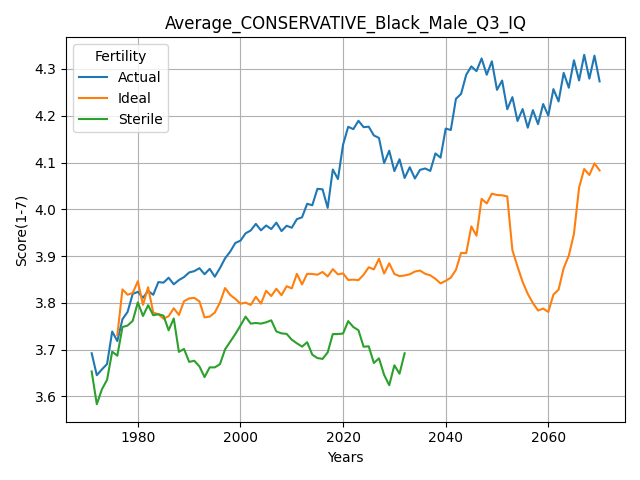 Average_CONSERVATIVE_Black_Male_Q3_IQ
Fertility
Actual
Ideal
Sterile
Score(1-7)
4.3
4.2
4.1
4.0
3.9
3.8
3.7
3.6
1980 2000 2020 2040 2060
Years